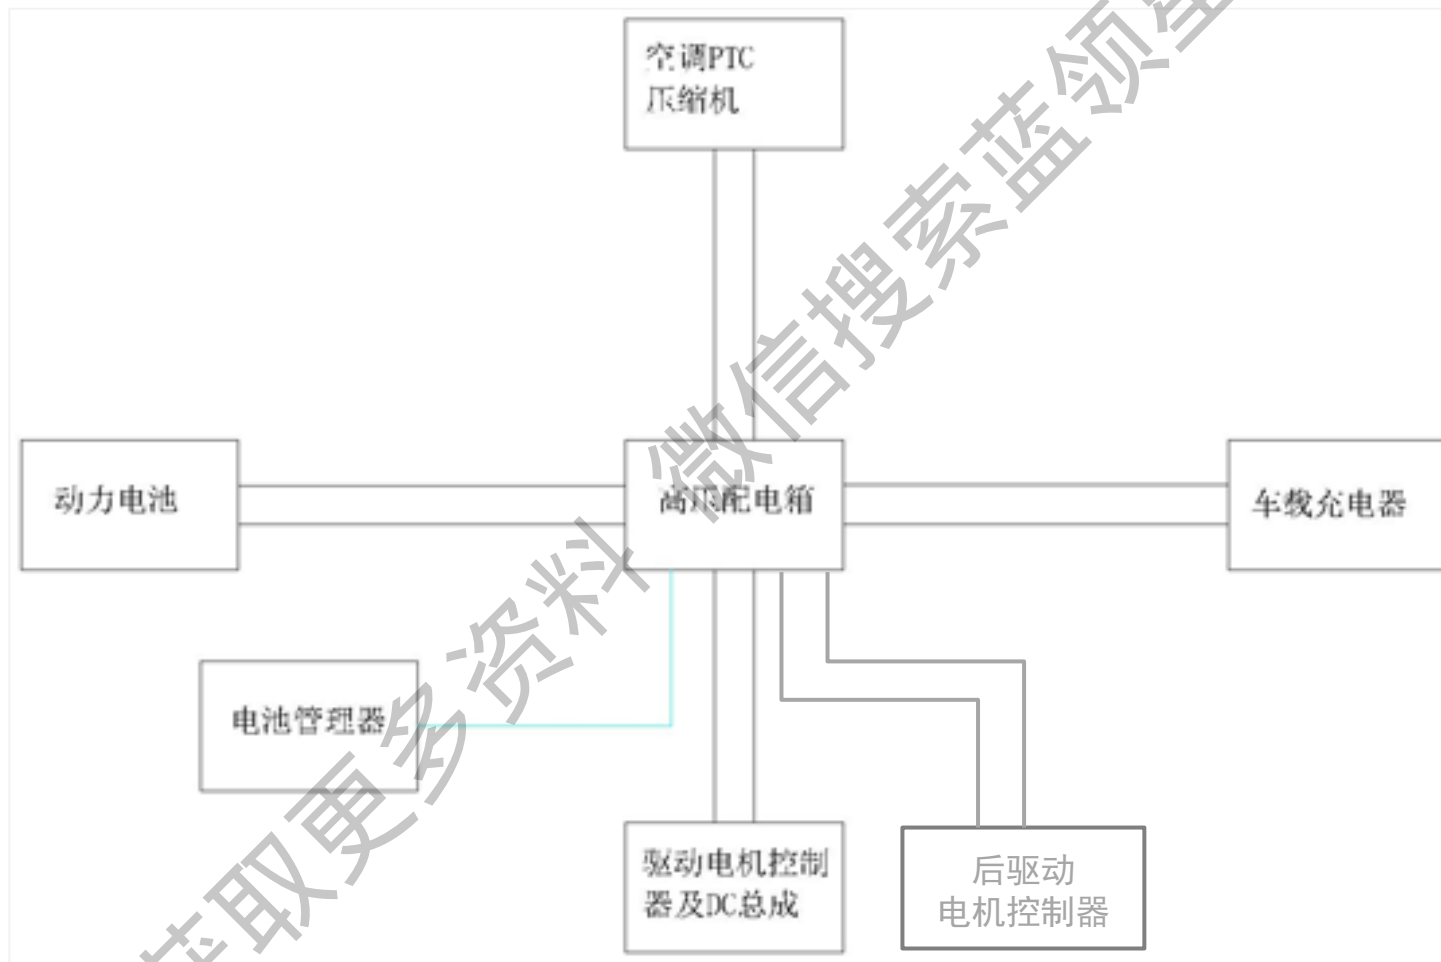 空调PTC
压缩机
动力电池
高压配电箱
车载充电器
电池管理器
驱动电机控制
器及DC总成
后驱动
电机控制器
获取更多资料 微信搜索蓝领星